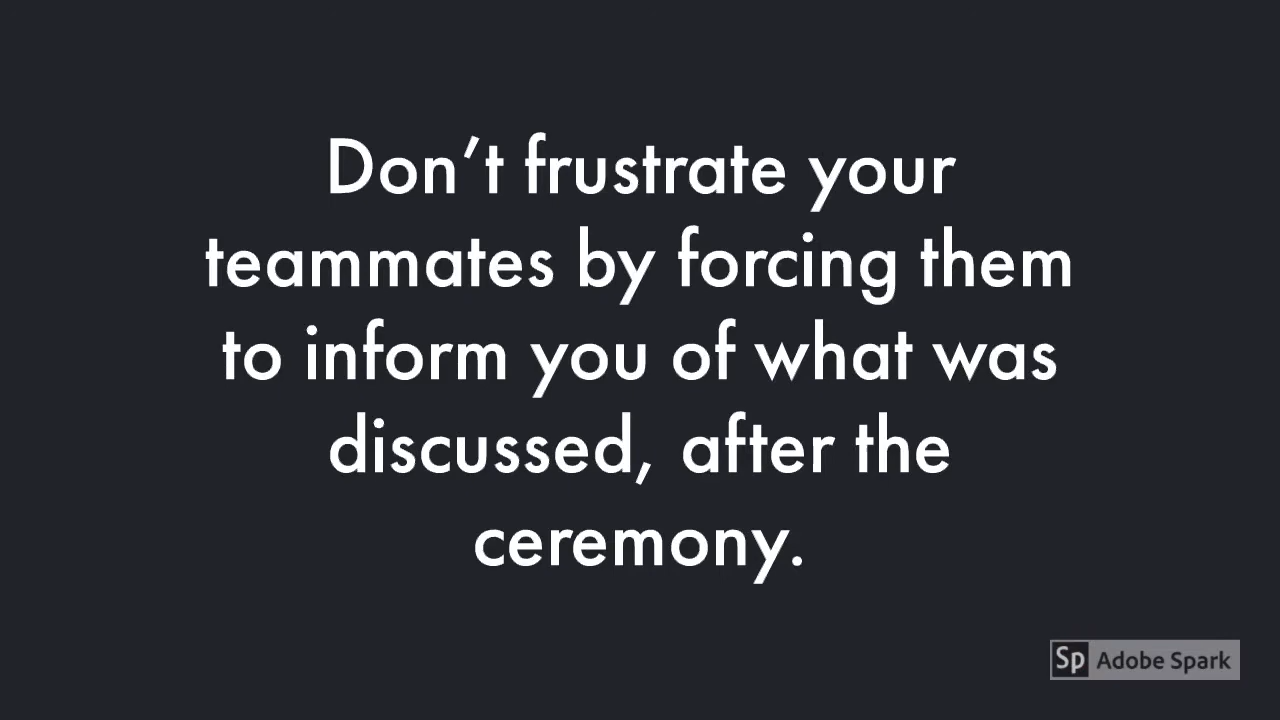 Don’t frustrate your
teammates by forcing them
to inform you of what was
discussed, after the
ceremony.
Sp Adobe Spark